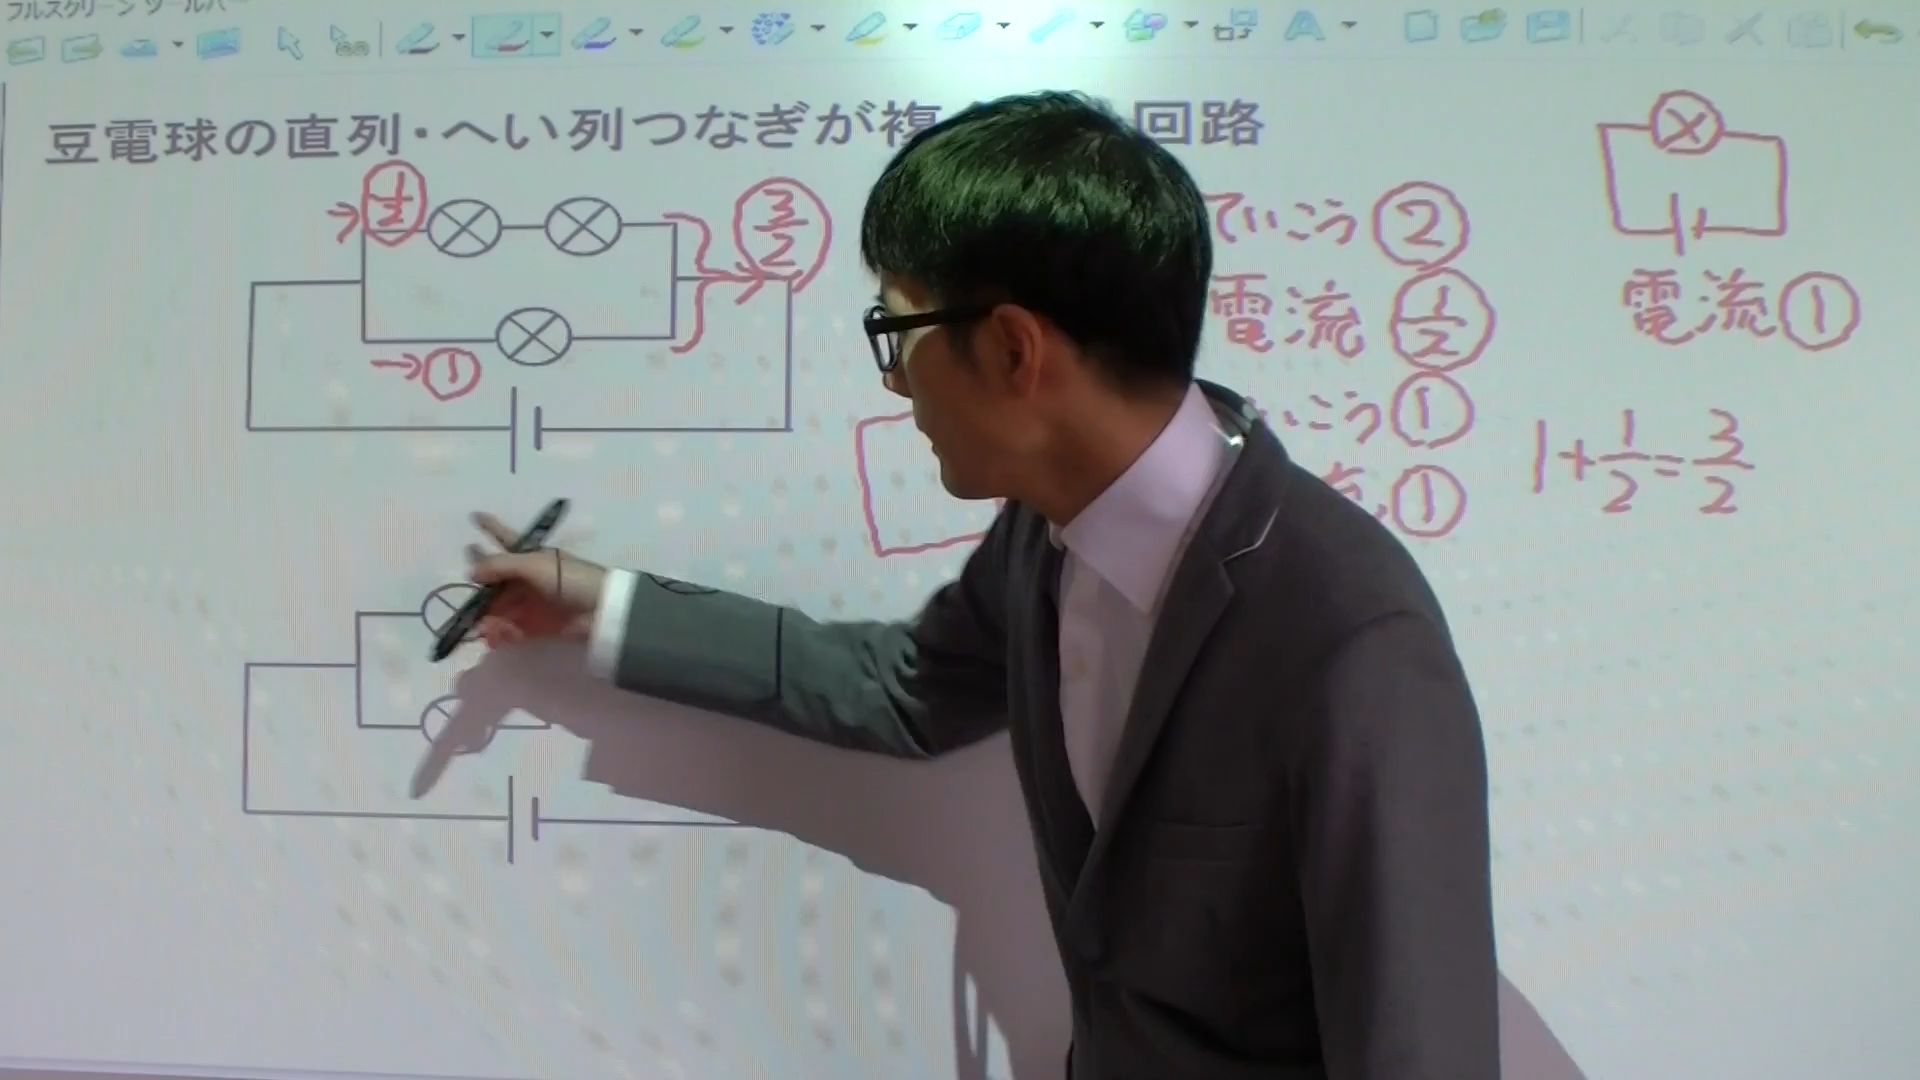 フルスクリーン ツールバー
豆電球の直列・へい列つなぎが複 回路
1/2
3/2
→①
ていこう②
電流 1/2
いこう①
①
電流①
1+1/2=3/2